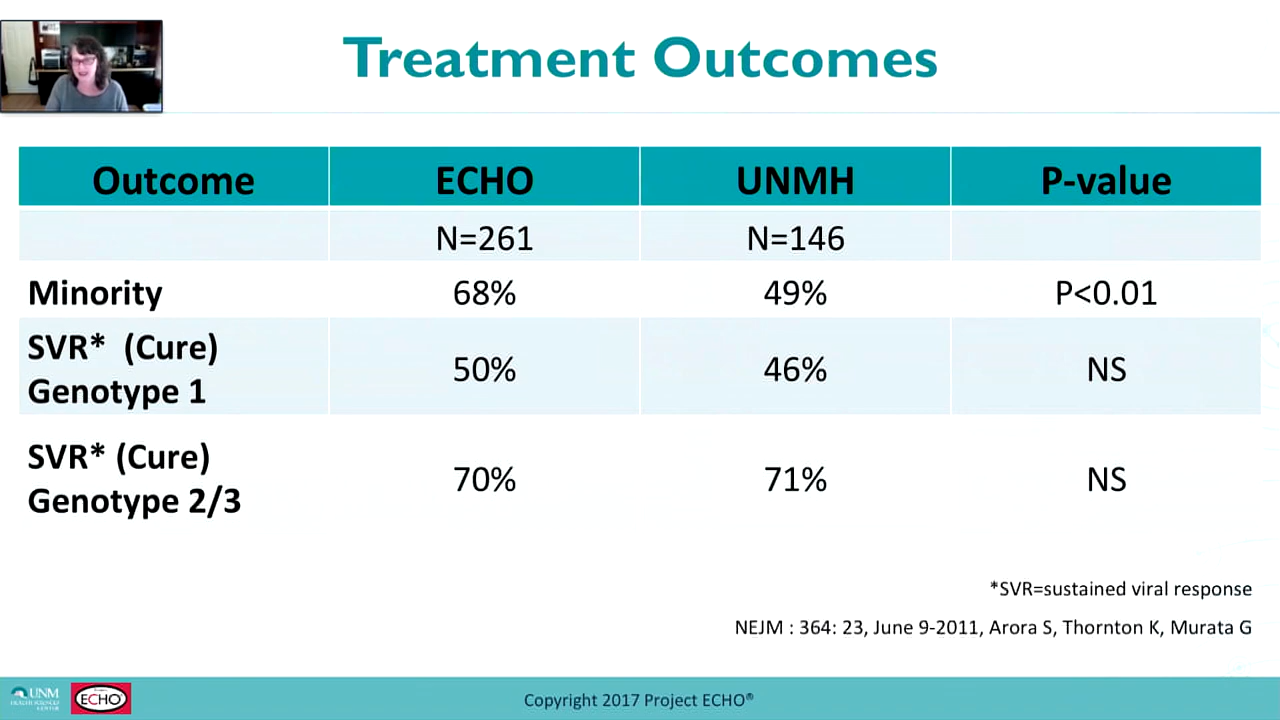 Treatment Outcomes
Outcome ECHO UNMH P-value
N=261 N=146
Minority 68% 49% P<0.01
SVR* (Cure)
Genotype 1 50% 46% NS
SVR* (Cure)
Genotype 2/3 70% 71% NS
*SVR=sustained viral response
NEJM : 364: 23, June 9-2011, Arora S, Thornton K, Murata G
UNM
HEALTH SCIENCES
CENTER
ECHO
Copyright 2017 Project ECHO®